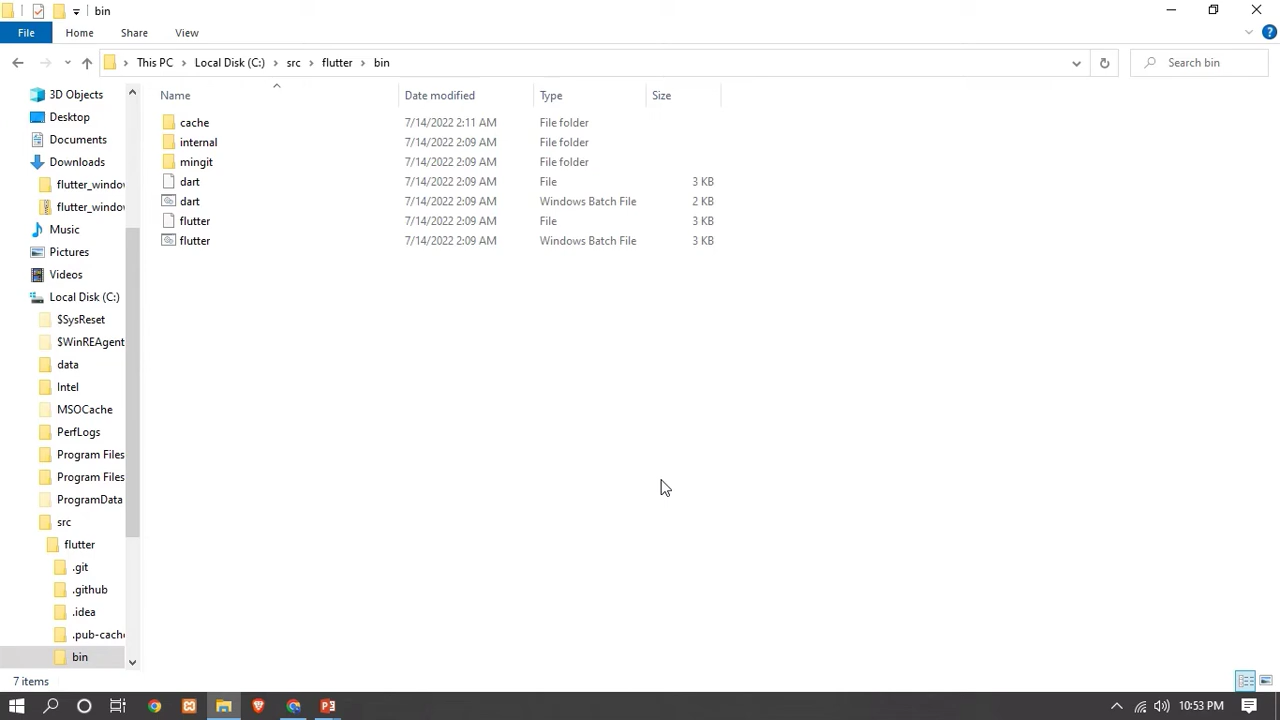 bin
File Home Share View
This PC Local Disk (C:) src flutter bin Search bin
Name Date modified Type Size
cache 7/14/2022 2:11 AM File folder
internal 7/14/2022 2:09 AM File folder
mingit 7/14/2022 2:09 AM File folder
dart 7/14/2022 2:09 AM File 3 KB
dart 7/14/2022 2:09 AM Windows Batch File 2 KB
flutter 7/14/2022 2:09 AM File 3 KB
flutter 7/14/2022 2:09 AM Windows Batch File 3 KB
3D Objects
Desktop
Documents
Downloads
flutter_windo
flutter_windo
Music
Pictures
Videos
Local Disk (C:)
$SysReset
$WinREAgent
data
Intel
MSOCache
PerfLogs
Program Files
Program Files
ProgramData
src
flutter
.git
.github
.idea
.pub-cache
bin
7 items
10:53 PM